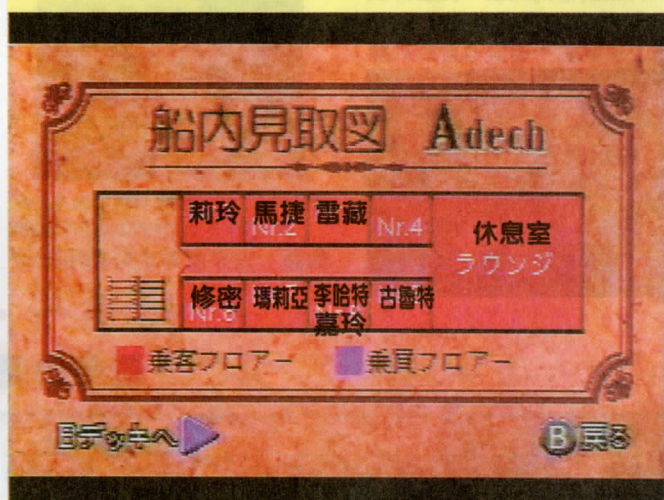 船内見取図 Adech
莉玲 馬捷 雷藏 休息室
Nr.2 Nr.4 ラウンジ
修密 瑪莉亞 李哈特 古魯特
嘉玲
乗客フロアー 乗員フロアー
Bデッキへ B戻る